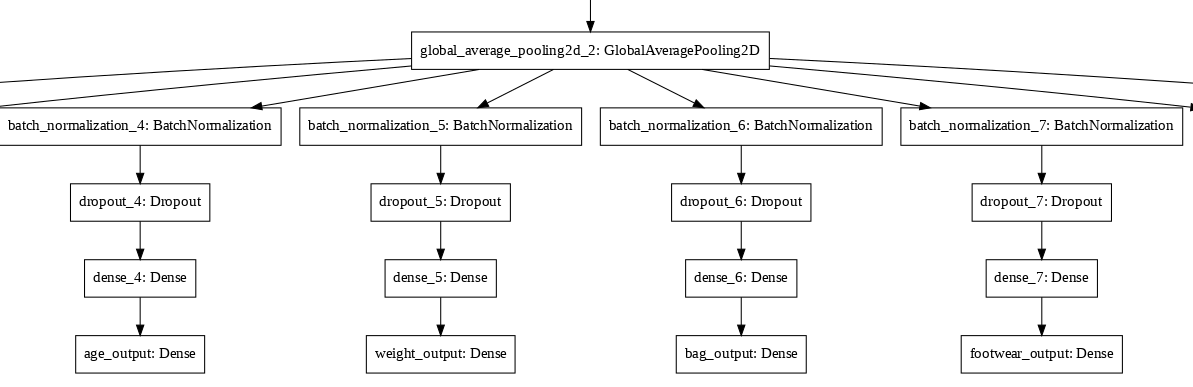 global_average_pooling2d_2: GlobalAveragePooling2D
batch_normalization_4: BatchNormalization
batch_normalization_5: BatchNormalization
batch_normalization_6: BatchNormalization
batch_normalization_7: BatchNormalization
dropout_4: Dropout
dropout_5: Dropout
dropout_6: Dropout
dropout_7: Dropout
dense_4: Dense
dense_5: Dense
dense_6: Dense
dense_7: Dense
age_output: Dense
weight_output: Dense
bag_output: Dense
footwear_output: Dense